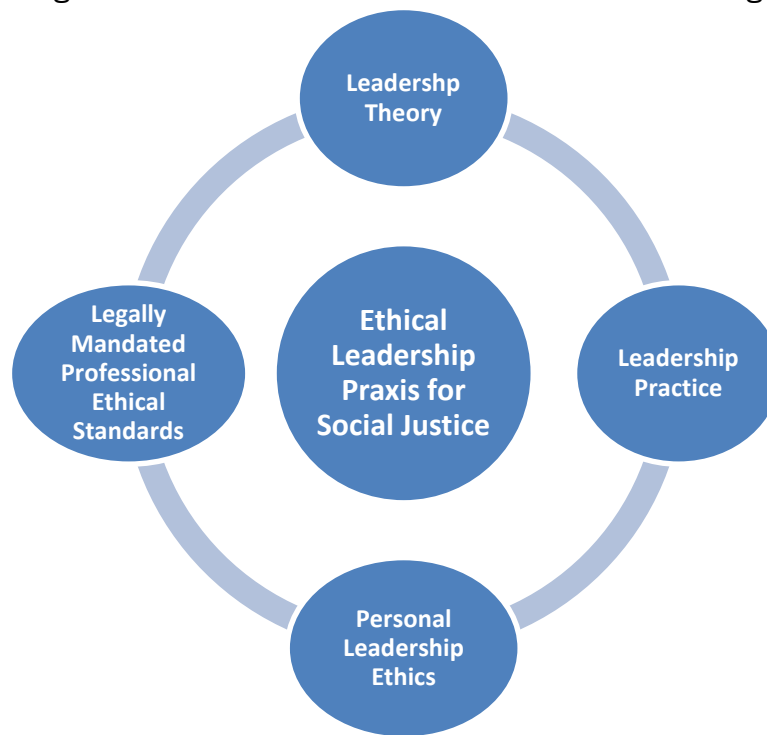 Leadershp
Theory
Legally
Mandated
Professional
Ethical
Standards
Ethical
Leadership
Praxis for
Social Justice
Leadership
Practice
Personal
Leadership
Ethics